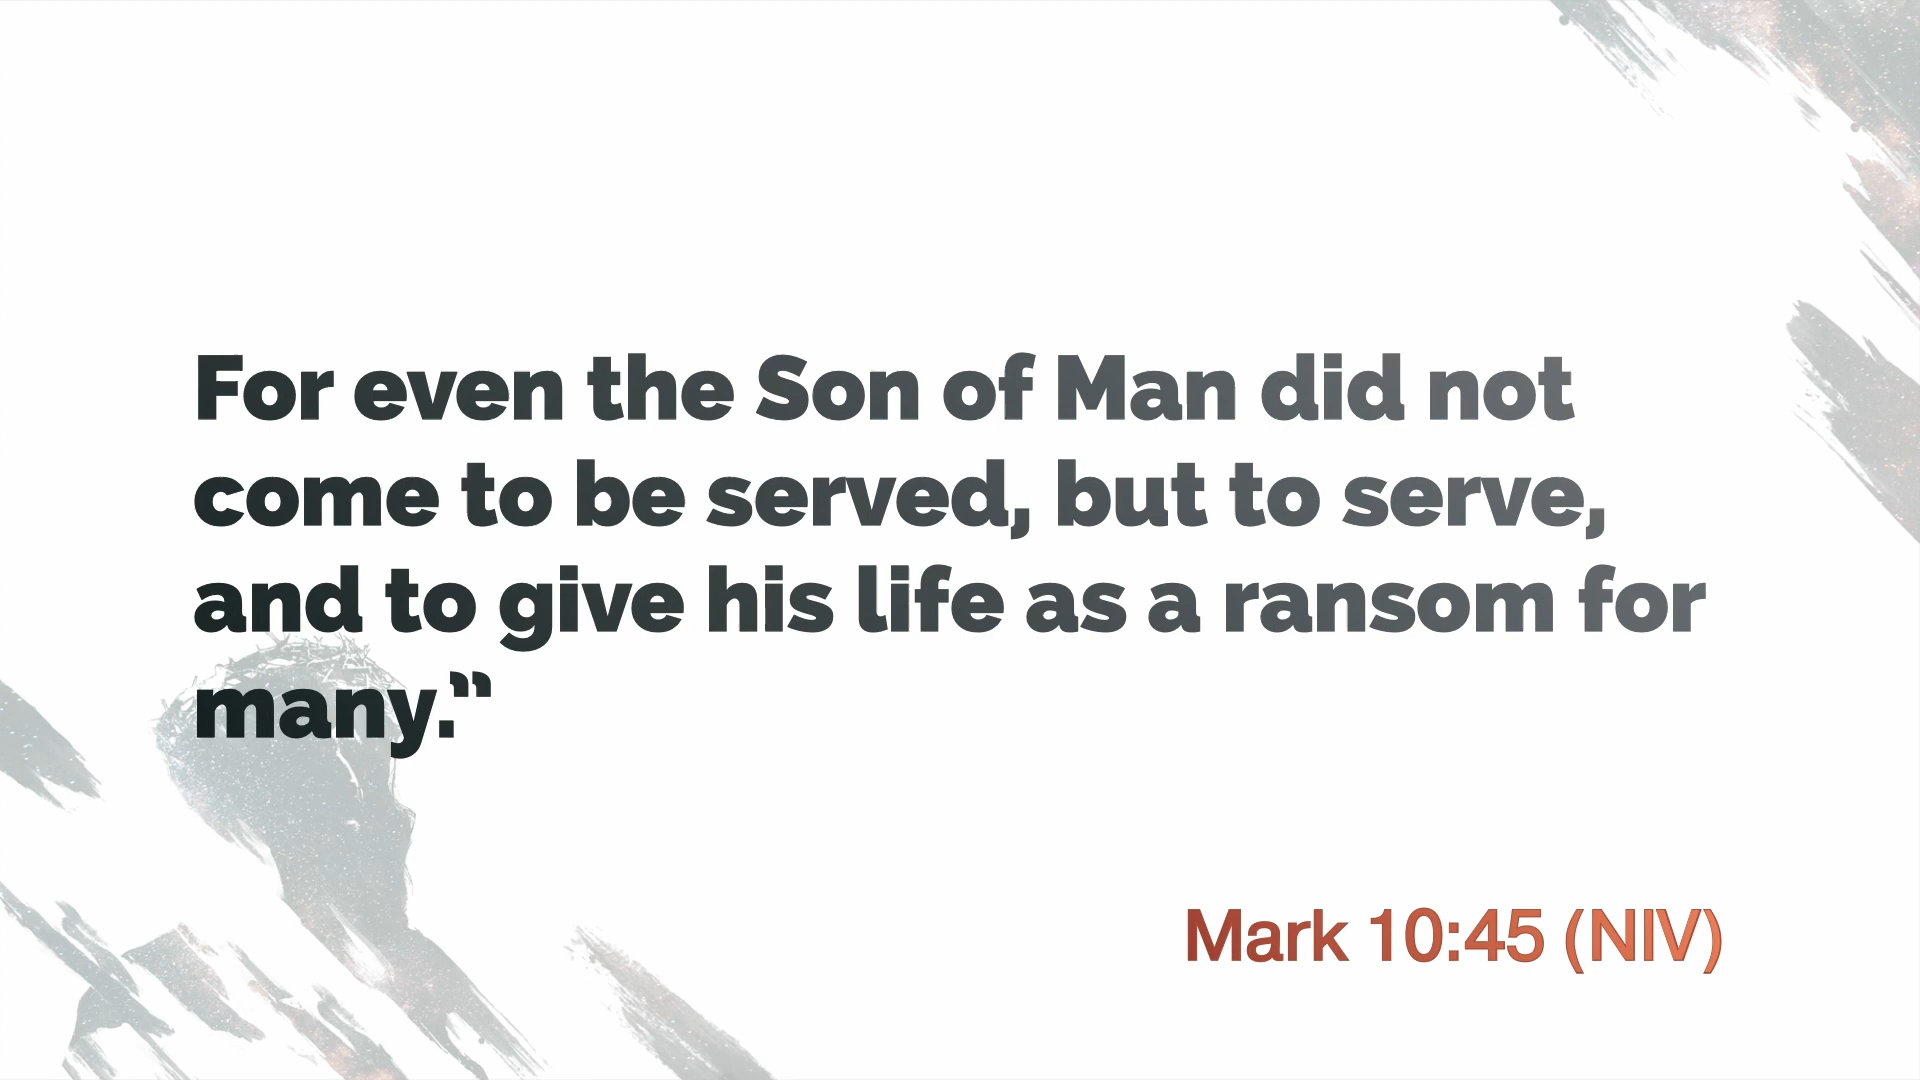 For even the Son of Man did not
come to be served, but to serve,
and to give his life as a ransom for
many.”
Mark 10:45 (NIV)